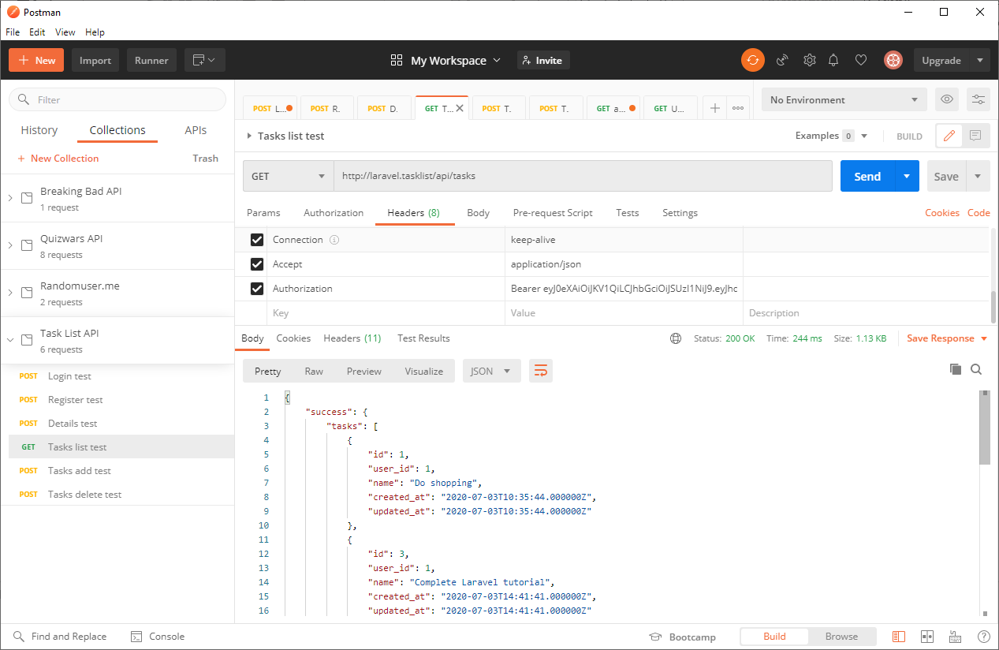 Postman
File Edit View Help
New Import Runner My Workspace Invite Upgrade
Filter
History Collections APIs
New Collection Trash
Breaking Bad API
1 request
Quizwars API
8 requests
Randomuser.me
2 requests
Task List API
6 requests
POST Login test
POST Register test
POST Details test
GET Tasks list test
POST Tasks add test
POST Tasks delete test
POST L... POST R. POST D. GET T... POST T. POST T. GET a... GET U... No Environment
Tasks list test Examples 0 BUILD
GET http://laravel.tasklist/api/tasks Send Save
Params Authorization Headers (8) Body Pre-request Script Tests Settings Cookies Code
Connection keep-alive
Accept application/json
Authorization Bearer eyJ0eXAiOiJKV1QiLCJhbGciOiJSUzI1NiJ9.eyJhc
Key Value Description
Body Cookies Headers (11) Test Results Status: 200 OK Time: 244 ms Size: 1.13 KB Save Response
Pretty Raw Preview Visualize JSON
1 {
2 "success": {
3 "tasks": [
4 {
5 "id": 1,
6 "user_id": 1,
7 "name": "Do shopping",
8 "created_at": "2020-07-03T10:35:44.000000Z",
9 "updated_at": "2020-07-03T10:35:44.000000Z"
10 },
11 {
12 "id": 3,
13 "user_id": 1,
14 "name": "Complete Laravel tutorial",
15 "created_at": "2020-07-03T14:41:41.000000Z",
16 "updated_at": "2020-07-03T14:41:41.000000Z"
Find and Replace Console Bootcamp Build Browse